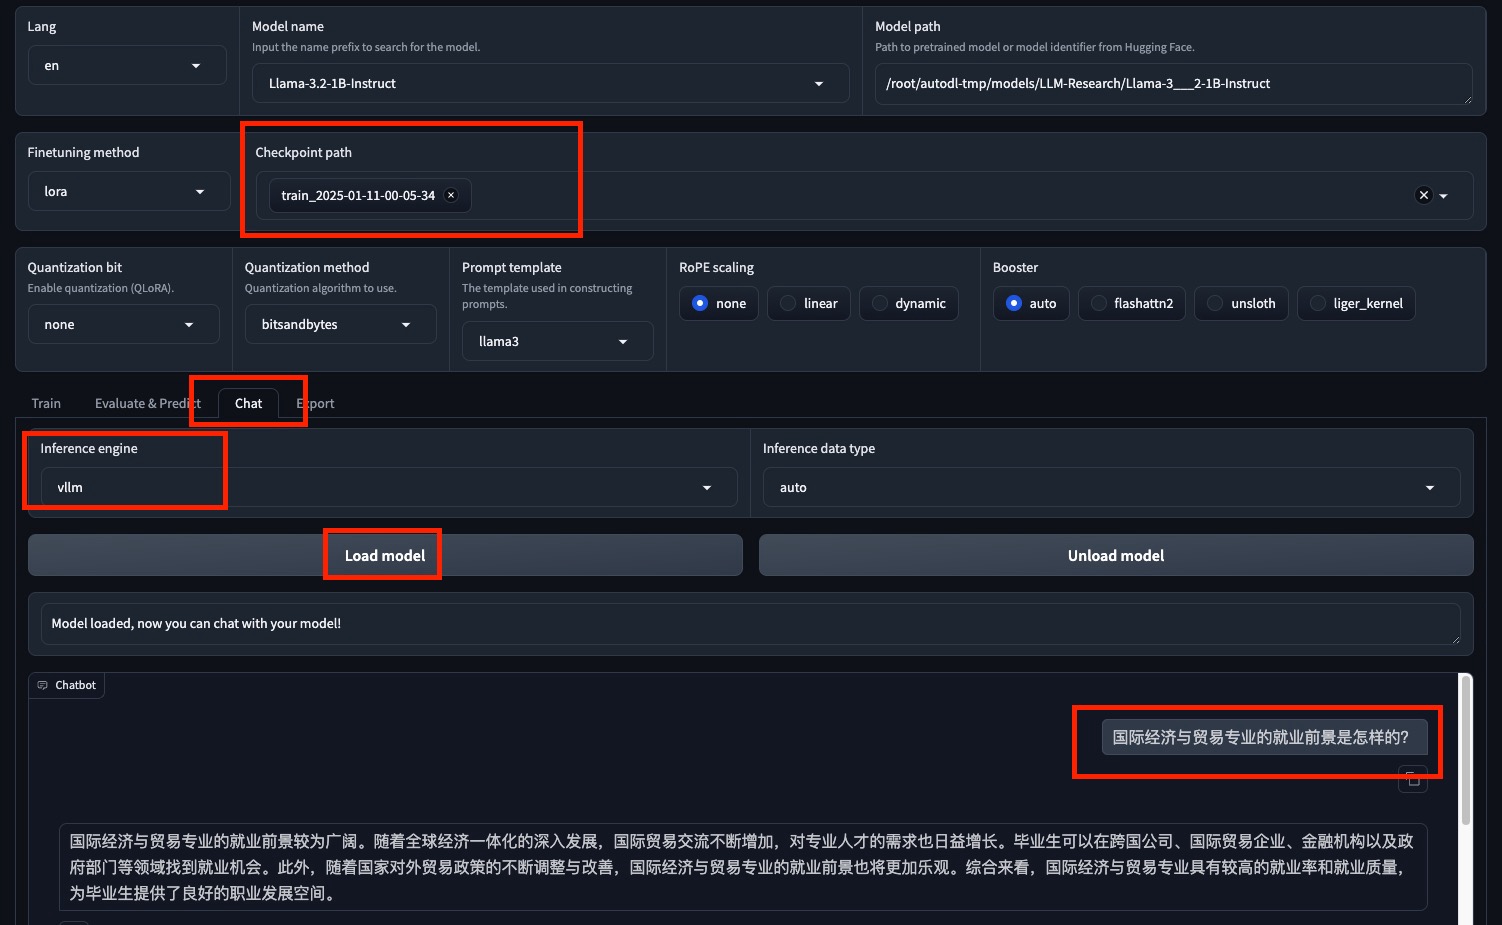 Lang
en
Model name
Input the name prefix to search for the model.
Llama-3.2-1B-Instruct
Model path
Path to pretrained model or model identifier from Hugging Face.
/root/autodl-tmp/models/LLM-Research/Llama-3___2-1B-Instruct
Finetuning method
lora
Checkpoint path
train_2025-01-11-00-05-34
Quantization bit
Enable quantization (QLoRA).
none
Quantization method
Quantization algorithm to use.
bitsandbytes
Prompt template
The template used in constructing
prompts.
llama3
RoPE scaling
none linear dynamic
Booster
auto flashattn2 unsloth liger_kernel
Train Evaluate & Predict Chat Export
Inference engine
vllm
Inference data type
auto
Load model Unload model
Model loaded, now you can chat with your model!
Chatbot
国际经济与贸易专业的就业前景是怎样的?
国际经济与贸易专业的就业前景较为广阔。随着全球经济一体化的深入发展，国际贸易交流不断增加，对专业人才的需求也日益增长。毕业生可以在跨国公司、国际贸易企业、金融机构以及政
府部门等领域找到就业机会。此外，随着国家对外贸易政策的不断调整与改善，国际经济与贸易专业的就业前景也将更加乐观。综合来看，国际经济与贸易专业具有较高的就业率和就业质量，
为毕业生提供了良好的职业发展空间。